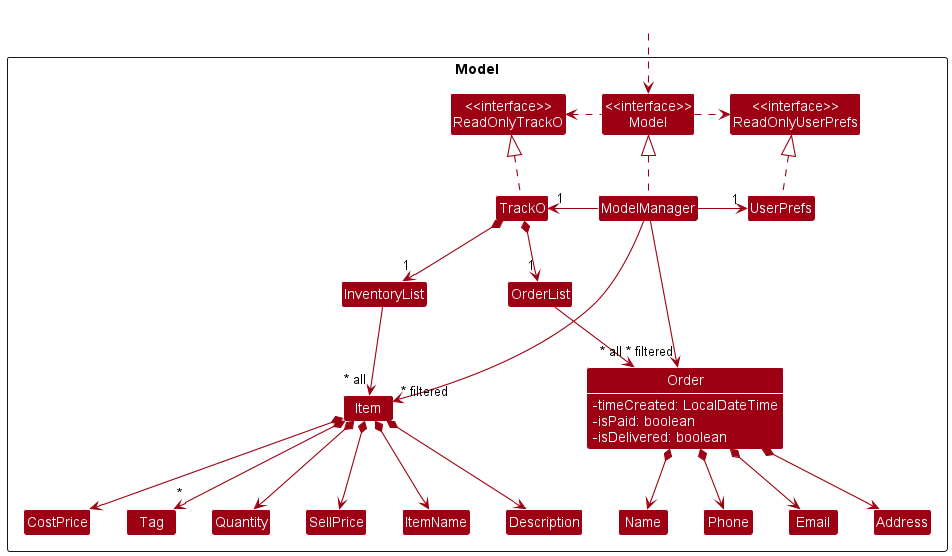 Model
<<interface>>
ReadOnlyTrackO
<<interface>>
Model
<<interface>>
ReadOnlyUserPrefs
TrackO
1
ModelManager
1
UserPrefs
1
1
InventoryList
OrderList
* all
* filtered
* all
* filtered
Item
Order
-timeCreated: LocalDateTime
-isPaid: boolean
-isDelivered: boolean
*
CostPrice
Tag
Quantity
SellPrice
ItemName
Description
Name
Phone
Email
Address